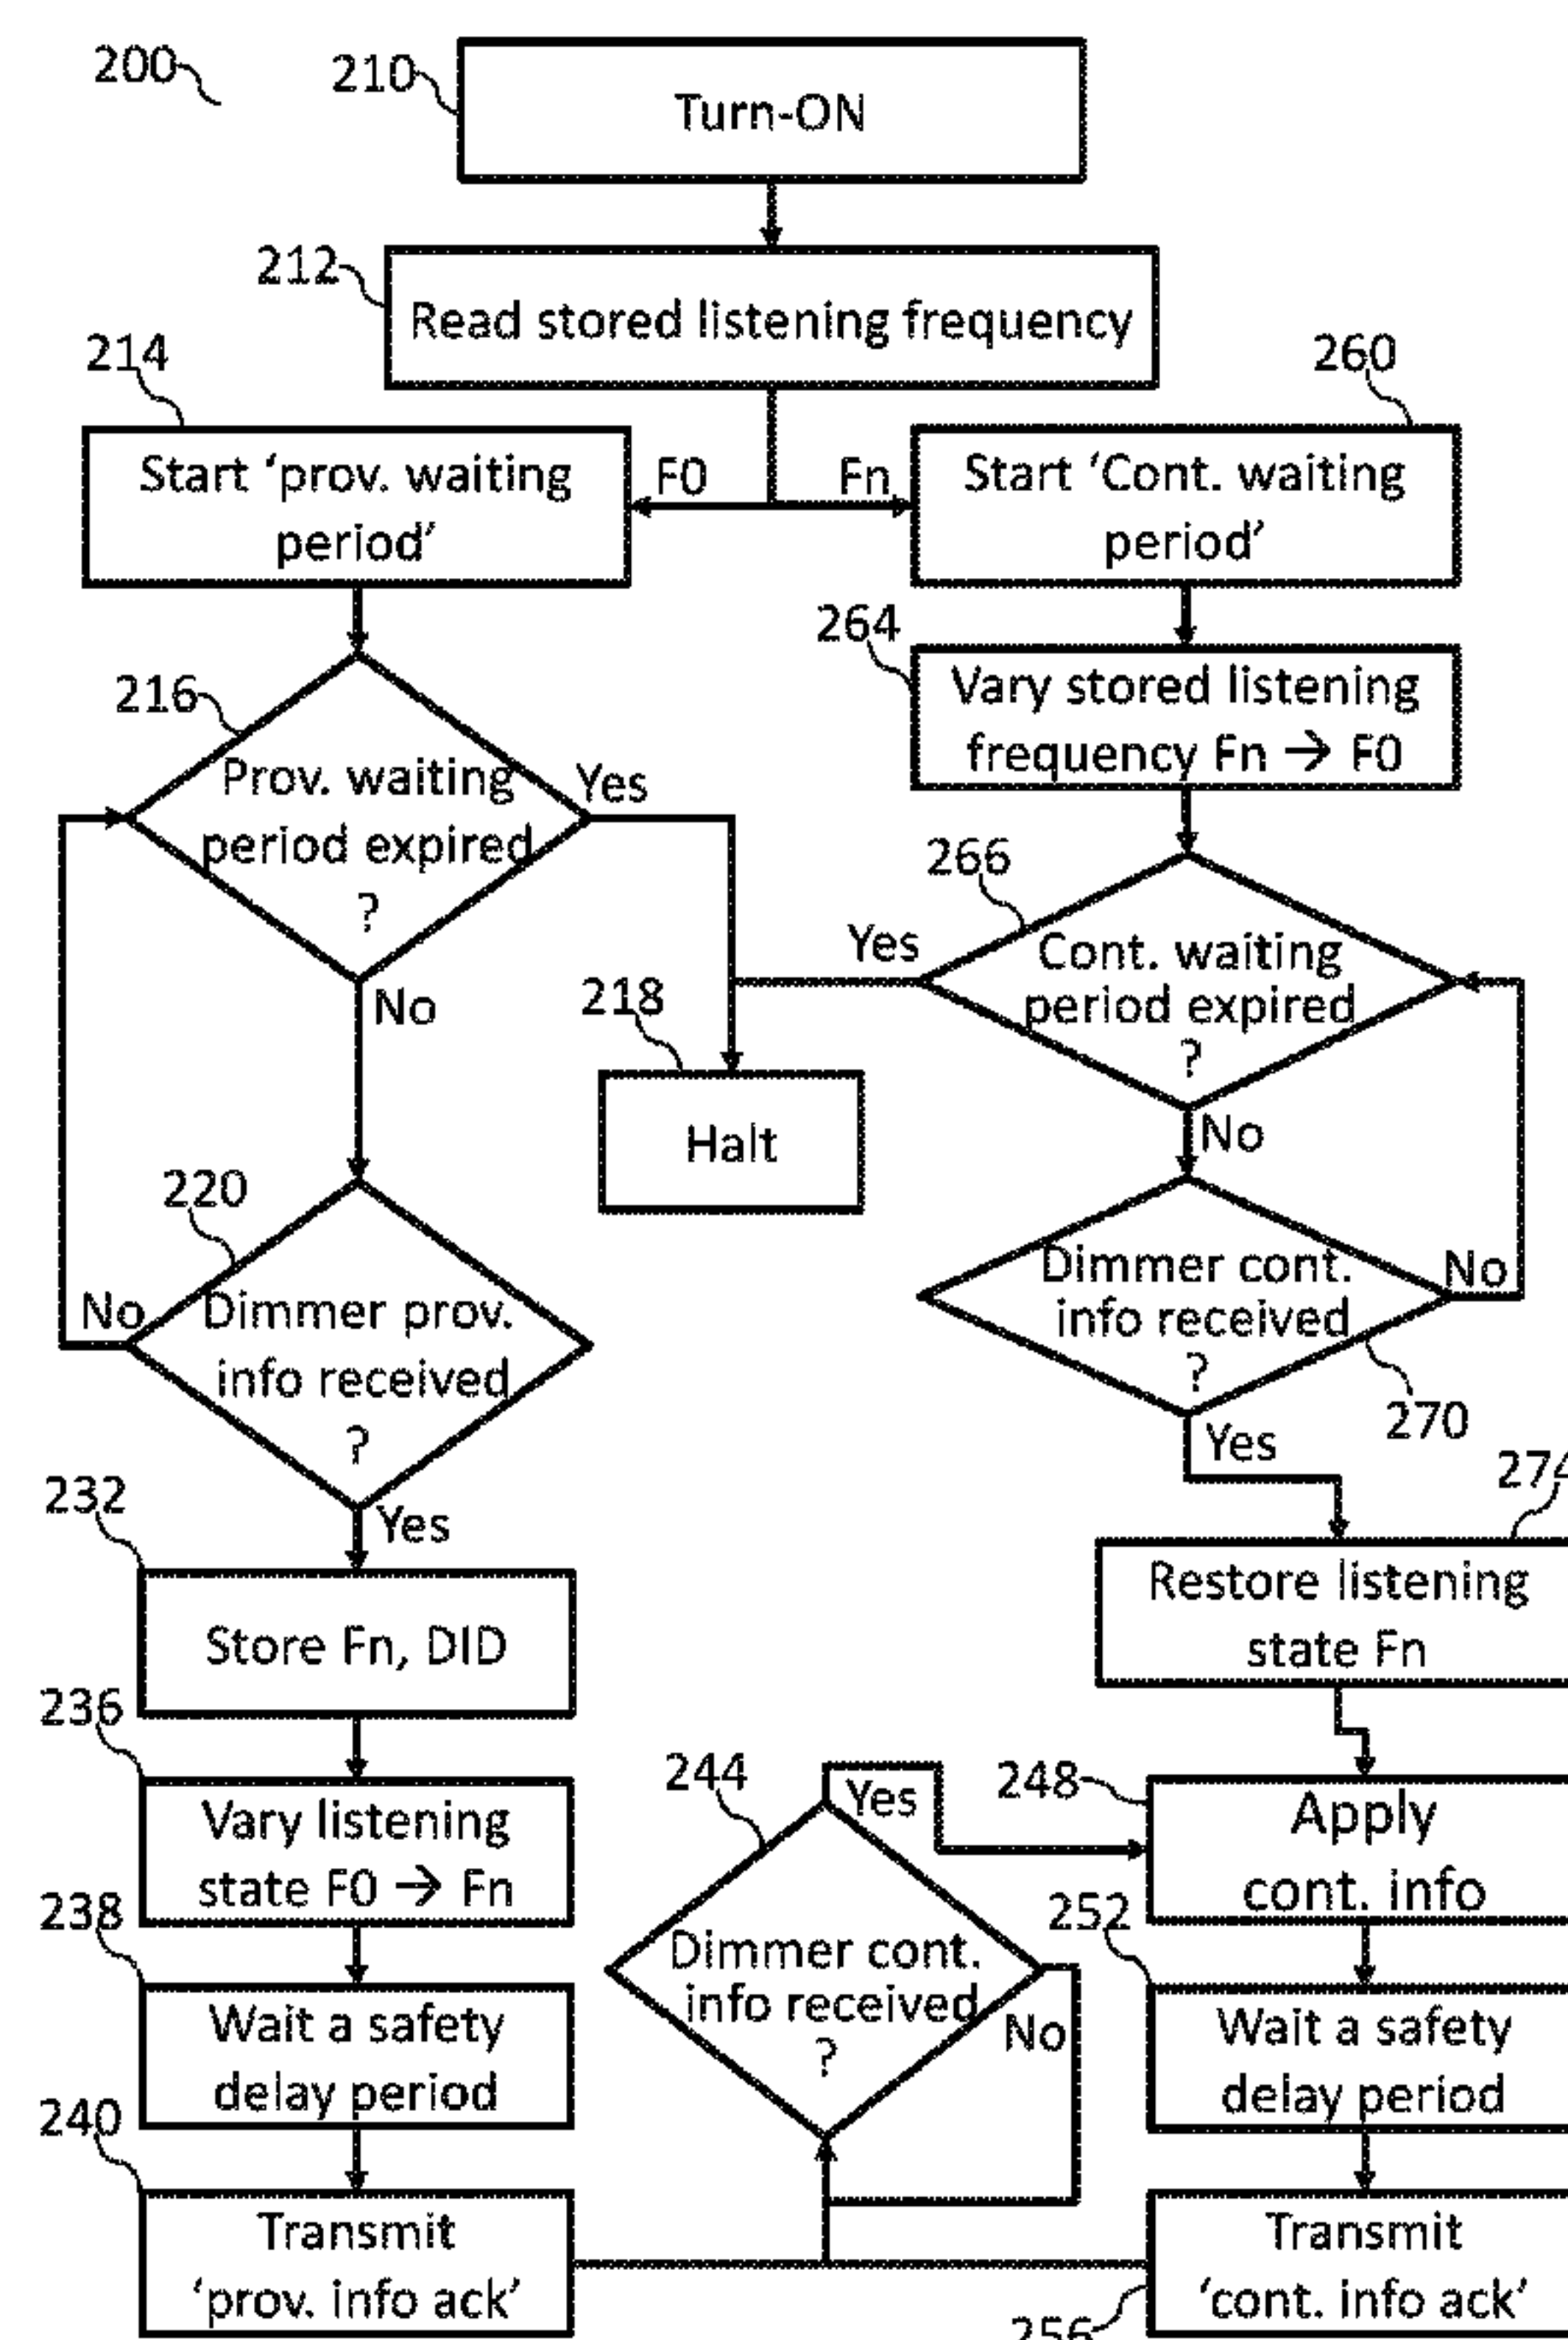 200
210
Turn-ON
212
Read stored listening frequency
214
260
Start ‘prov. waiting
period’
F0
Fn
Start ‘Cont. waiting
period’
264
Vary stored listening
frequency Fn → F0
216
Prov. waiting
period expired
?
Yes
No
266
Yes
Cont. waiting
period expired
?
No
218
Halt
220
No
Dimmer prov.
info received
?
Yes
Dimmer cont.
info received
?
No
270
Yes
274
232
Store Fn, DID
Restore listening
state Fn
236
Vary listening
state F0 → Fn
244
Yes
248
Apply
cont. info
238
Wait a safety
delay period
Dimmer cont.
info received
?
No
252
Wait a safety
delay period
240
Transmit
‘prov. info ack’
Transmit
‘cont. info ack’
256